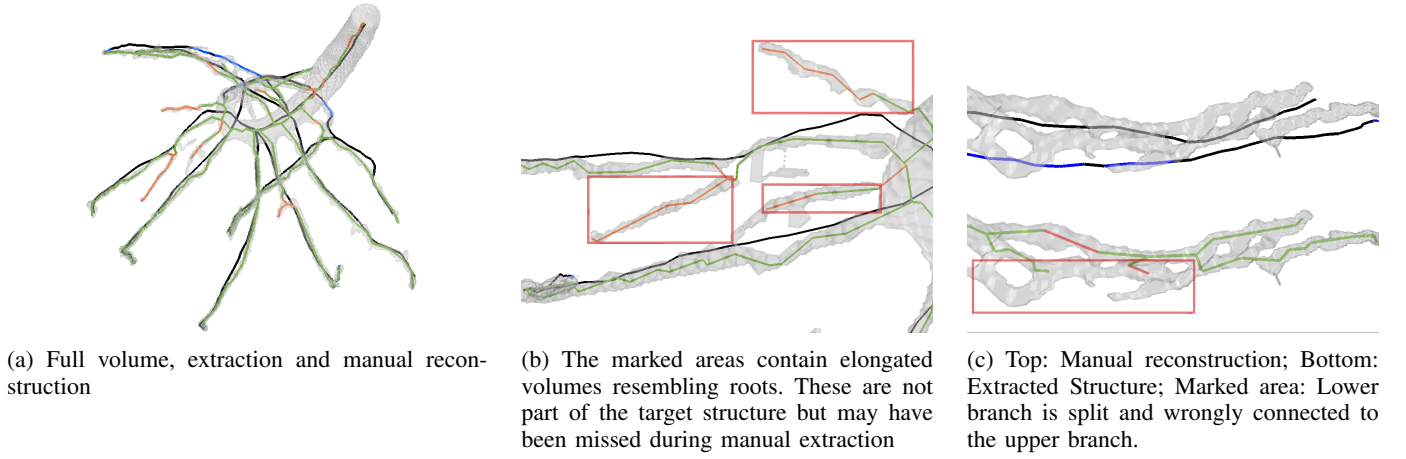 (a) Full volume, extraction and manual recon-
struction
(b) The marked areas contain elongated
volumes resembling roots. These are not
part of the target structure but may have
been missed during manual extraction
(c) Top: Manual reconstruction; Bottom:
Extracted Structure; Marked area: Lower
branch is split and wrongly connected to
the upper branch.